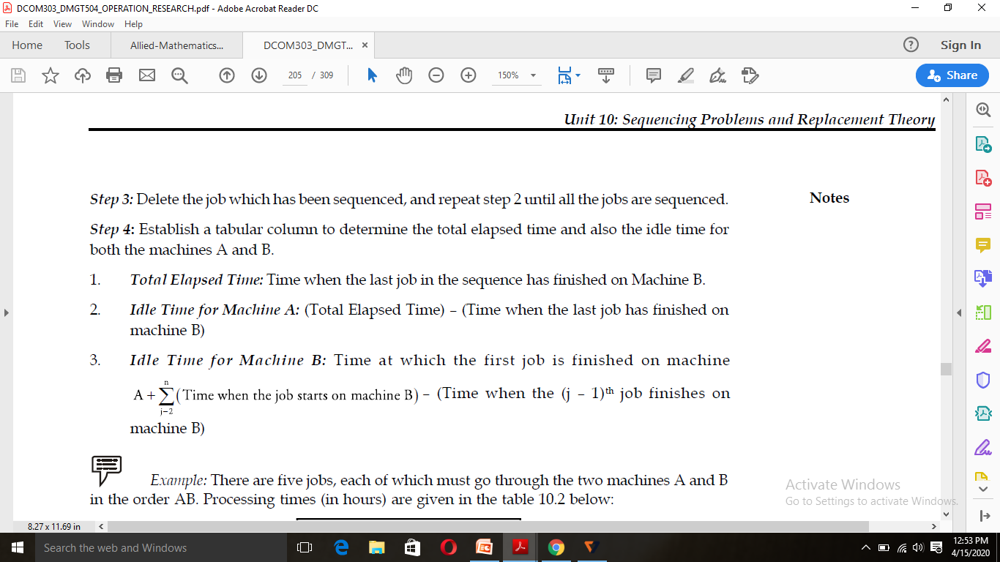 DCOM303_DMGT504_OPERATION_RESEARCH.pdf - Adobe Acrobat Reader DC
File Edit View Window Help
Home Tools Allied-Mathematics... DCOM303_DMGT... × Sign In
205 / 309 150% Share
Unit 10: Sequencing Problems and Replacement Theory
Step 3: Delete the job which has been sequenced, and repeat step 2 until all the jobs are sequenced.
Notes
Step 4: Establish a tabular column to determine the total elapsed time and also the idle time for
both the machines A and B.
1. Total Elapsed Time: Time when the last job in the sequence has finished on Machine B.
2. Idle Time for Machine A: (Total Elapsed Time) – (Time when the last job has finished on
machine B)
3. Idle Time for Machine B: Time at which the first job is finished on machine
A + n∑j−2 (Time when the job starts on machine B) – (Time when the (j – 1)th job finishes on
machine B)
Example: There are five jobs, each of which must go through the two machines A and B
in the order AB. Processing times (in hours) are given in the table 10.2 below:
Activate Windows
Go to Settings to activate Windows.
8.27 x 11.69 in
Search the web and Windows
12:53 PM
4/15/2020